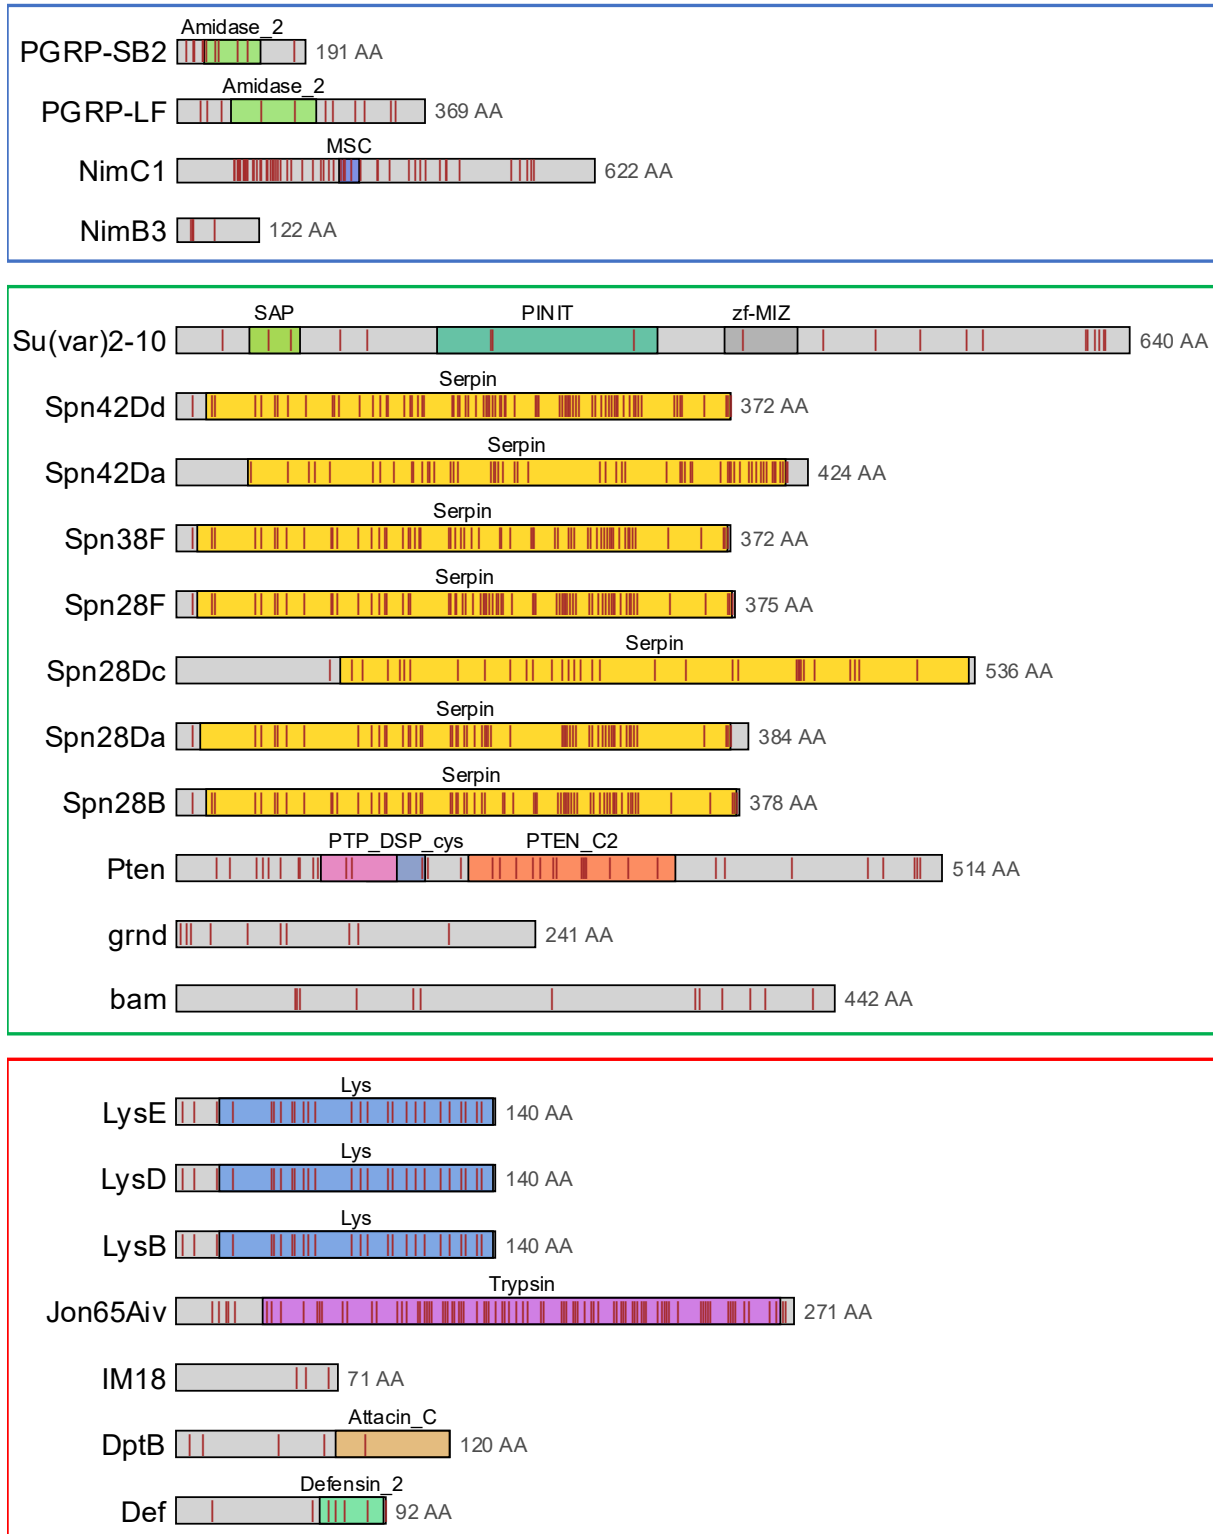 Amidase_2
PGRP-SB2 191 AA
Amidase_2
PGRP-LF 369 AA
MSC
NimC1 622 AA
NimB3 122 AA
SAP PINIT zf-MIZ
Su(var)2-10 640 AA
Serpin
Spn42Dd 372 AA
Serpin
Spn42Da 424 AA
Serpin
Spn38F 372 AA
Serpin
Spn28F 375 AA
Serpin
Spn28Dc 536 AA
Serpin
Spn28Da 384 AA
Serpin
Spn28B 378 AA
PTP_DSP_cys PTEN_C2
Pten 514 AA
grnd 241 AA
bam 442 AA
Lys
LysE 140 AA
Lys
LysD 140 AA
Lys
LysB 140 AA
Trypsin
Jon65Aiv 271 AA
IM18 71 AA
Attacin_C
DptB 120 AA
Defensin_2
Def 92 AA